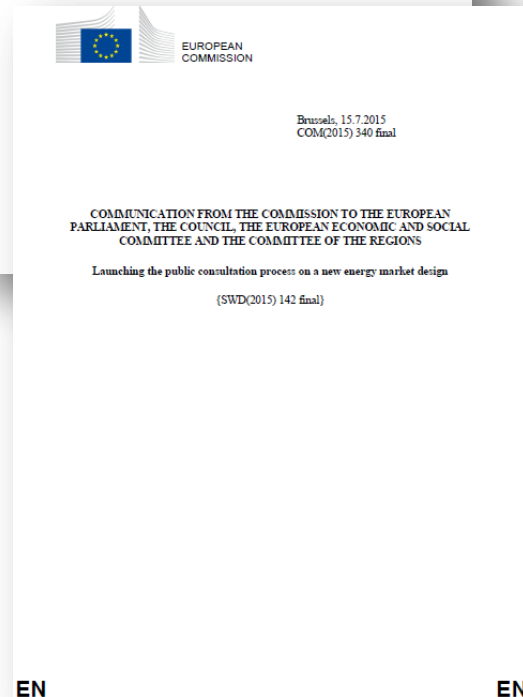 EUROPEAN
COMMISSION
Brussels, 15.7.2015
COM(2015) 340 final
COMMUNICATION FROM THE COMMISSION TO THE EUROPEAN
PARLIAMENT, THE COUNCIL, THE EUROPEAN ECONOMIC AND SOCIAL
COMMITTEE AND THE COMMITTEE OF THE REGIONS
Launching the public consultation process on a new energy market design
{SWD(2015) 142 final}
EN EN